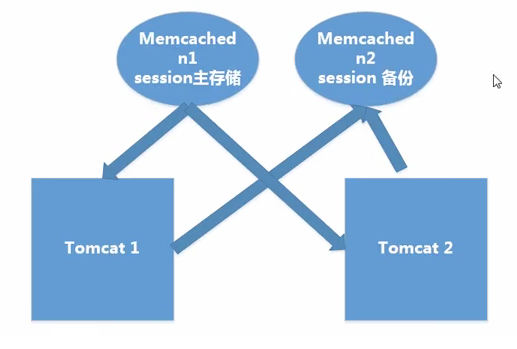 Memcached
n1
session主存储
Memcached
n2
session 备份
Tomcat 1
Tomcat 2